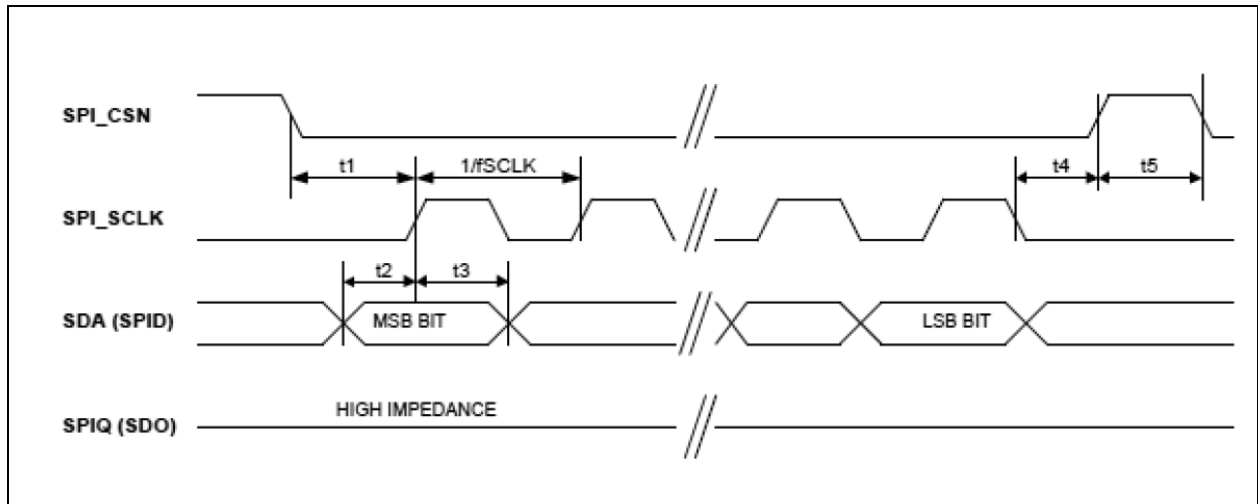 SPI_CSN
t1 1/fSCLK t4 t5
SPI_SCLK
t2 t3
SDA (SPID) MSB BIT LSB BIT
HIGH IMPEDANCE
SPIQ (SDO)